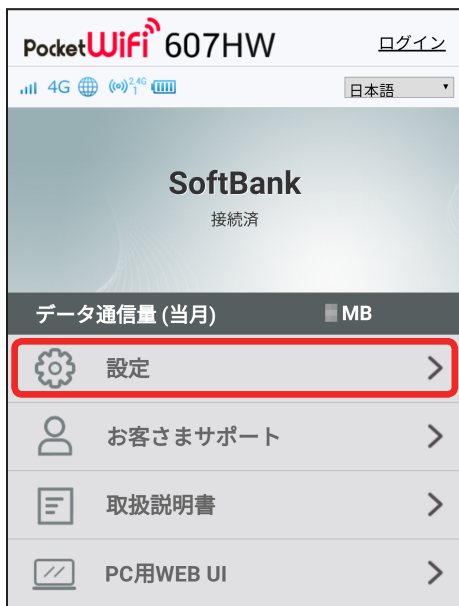 PocketWiFi 607HW
ログイン
4G 2.4G 1
日本語
SoftBank
接続済
データ通信量 (当月) MB
設定
お客さまサポート
取扱説明書
PC用WEB UI